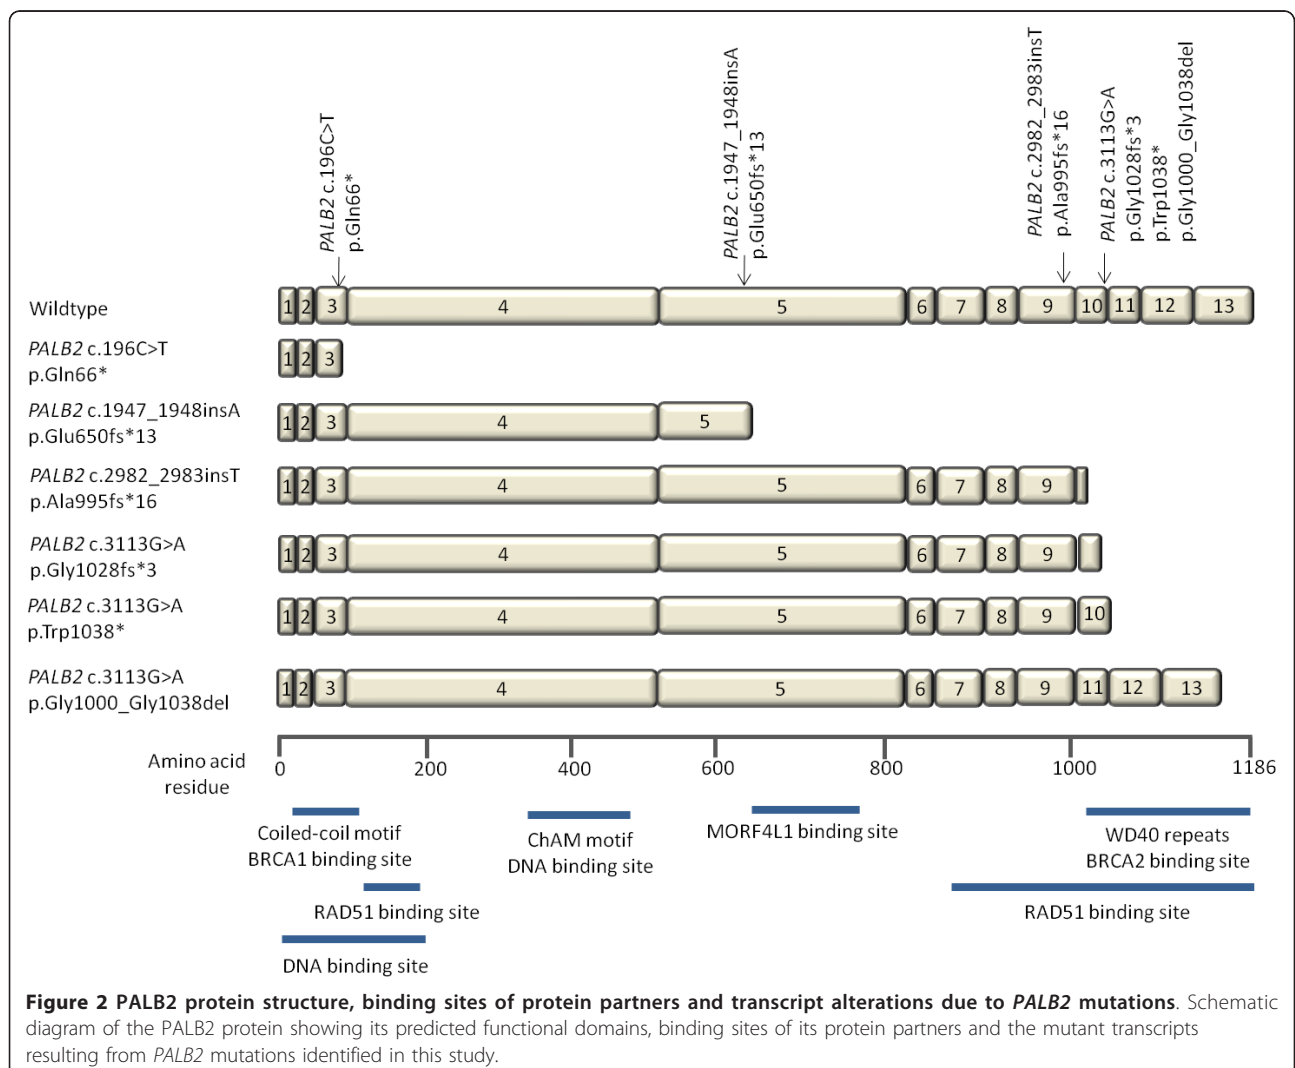 PALB2 c.196C>T
p.Gln66*
PALB2 c.1947_1948insA
p.Glu650fs*13
PALB2 c.2982_2983insT
p.Ala995fs*16
PALB2 c.3113G>A
p.Gly1028fs*3
p.Trp1038*
p.Gly1000_Gly1038del
Wildtype
1 2 3 4 5 6 7 8 9 10 11 12 13
PALB2 c.196C>T
p.Gln66*
1 2 3
PALB2 c.1947_1948insA
p.Glu650fs*13
1 2 3 4 5
PALB2 c.2982_2983insT
p.Ala995fs*16
1 2 3 4 5 6 7 8 9
PALB2 c.3113G>A
p.Gly1028fs*3
1 2 3 4 5 6 7 8 9
PALB2 c.3113G>A
p.Trp1038*
1 2 3 4 5 6 7 8 9 10
PALB2 c.3113G>A
p.Gly1000_Gly1038del
1 2 3 4 5 6 7 8 9 11 12 13
Amino acid
residue
0 200 400 600 800 1000 1186
Coiled-coil motif
BRCA1 binding site
ChAM motif
DNA binding site
MORF4L1 binding site
WD40 repeats
BRCA2 binding site
RAD51 binding site
RAD51 binding site
DNA binding site
Figure 2 PALB2 protein structure, binding sites of protein partners and transcript alterations due to PALB2 mutations. Schematic
diagram of the PALB2 protein showing its predicted functional domains, binding sites of its protein partners and the mutant transcripts
resulting from PALB2 mutations identified in this study.